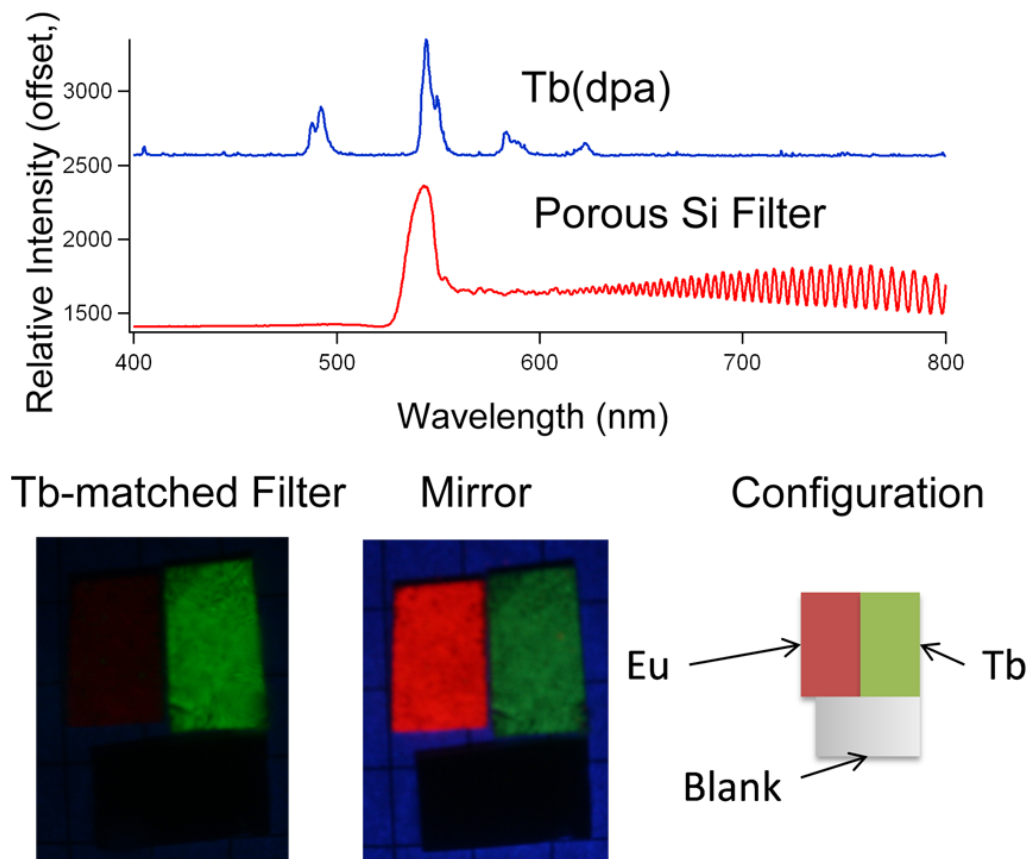 Relative Intensity (offset,)
3000
2500
2000
1500
Tb(dpa)
Porous Si Filter
400 500 600 700 800
Wavelength (nm)
Tb-matched Filter Mirror Configuration
Eu Tb
Blank